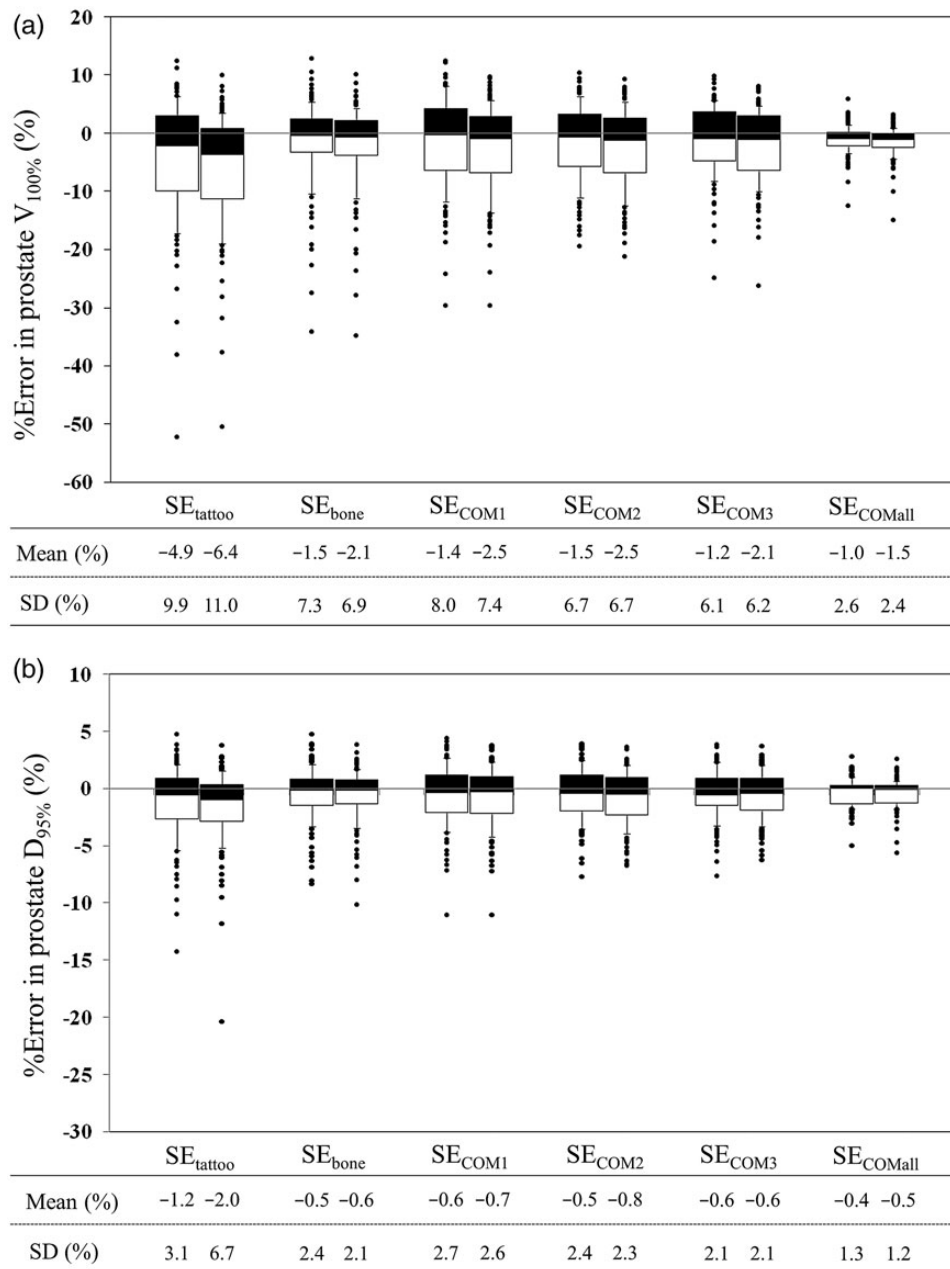 (a)
%Error in prostate V100% (%)
20
10
0
-10
-20
-30
-40
-50
-60
SEtattoo SEbone SECOM1 SECOM2 SECOM3 SECOMall
Mean (%) −4.9 −6.4 −1.5 −2.1 −1.4 −2.5 −1.5 −2.5 −1.2 −2.1 −1.0 −1.5
SD (%) 9.9 11.0 7.3 6.9 8.0 7.4 6.7 6.7 6.1 6.2 2.6 2.4
(b)
%Error in prostate D95% (%)
10
5
0
-5
-10
-15
-20
-25
-30
SEtattoo SEbone SECOM1 SECOM2 SECOM3 SECOMall
Mean (%) −1.2 −2.0 −0.5 −0.6 −0.6 −0.7 −0.5 −0.8 −0.6 −0.6 −0.4 −0.5
SD (%) 3.1 6.7 2.4 2.1 2.7 2.6 2.4 2.3 2.1 2.1 1.3 1.2